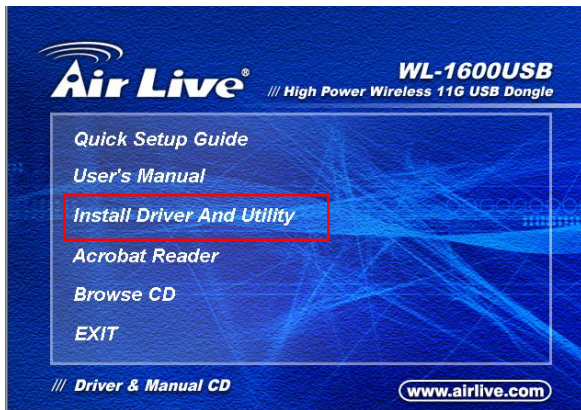 Air Live®
WL-1600USB
/// High Power Wireless 11G USB Dongle
Quick Setup Guide
User's Manual
Install Driver And Utility
Acrobat Reader
Browse CD
EXIT
/// Driver & Manual CD
www.airlive.com